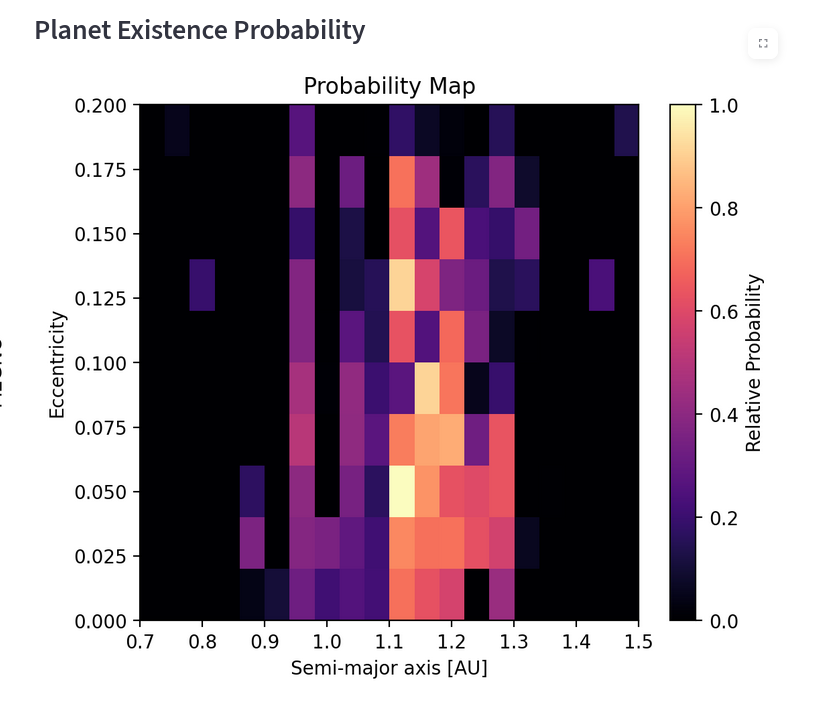 Planet Existence Probability
Probability Map
0.200
0.175
0.150
0.125
0.100
0.075
0.050
0.025
0.000
Eccentricity
0.7 0.8 0.9 1.0 1.1 1.2 1.3 1.4 1.5
Semi-major axis [AU]
1.0
0.8
0.6
0.4
0.2
0.0
Relative Probability